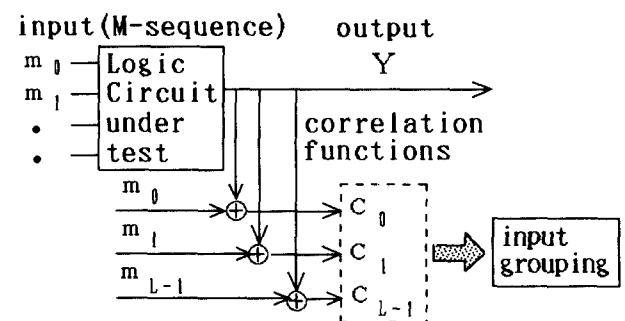 input(M-sequence)
output
Y
m 0
m 1
•
•
Logic
Circuit
under
test
correlation
functions
m 0
m 1
m L-1
C 0
C 1
C L-1
input
grouping